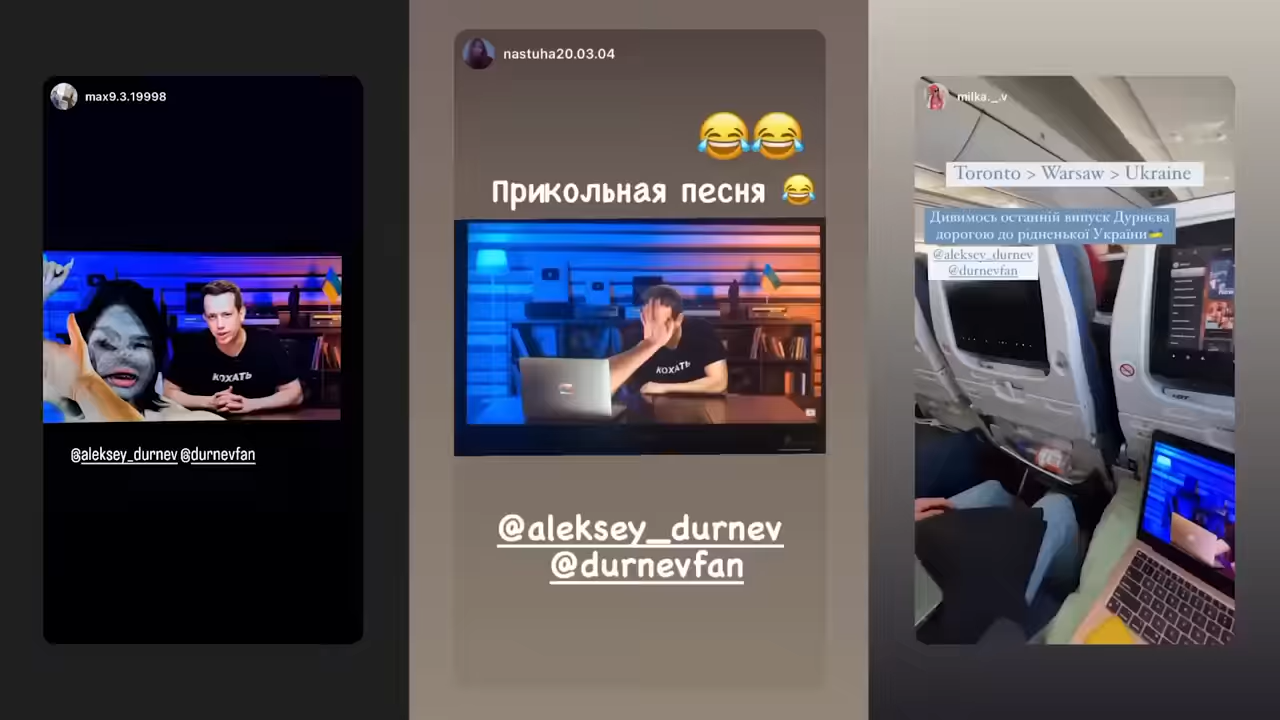 max9.3.19998
КОХАТЬ
@aleksey_durnev @durnevfan
nastuha20.03.04
Прикольная песня
КОХАТЬ
@aleksey_durnev
@durnevfan
milka._.v
Toronto > Warsaw > Ukraine
Дивимось останній випуск Дурнєва
дорогою до рідненької України
@aleksey_durnev
@durnevfan